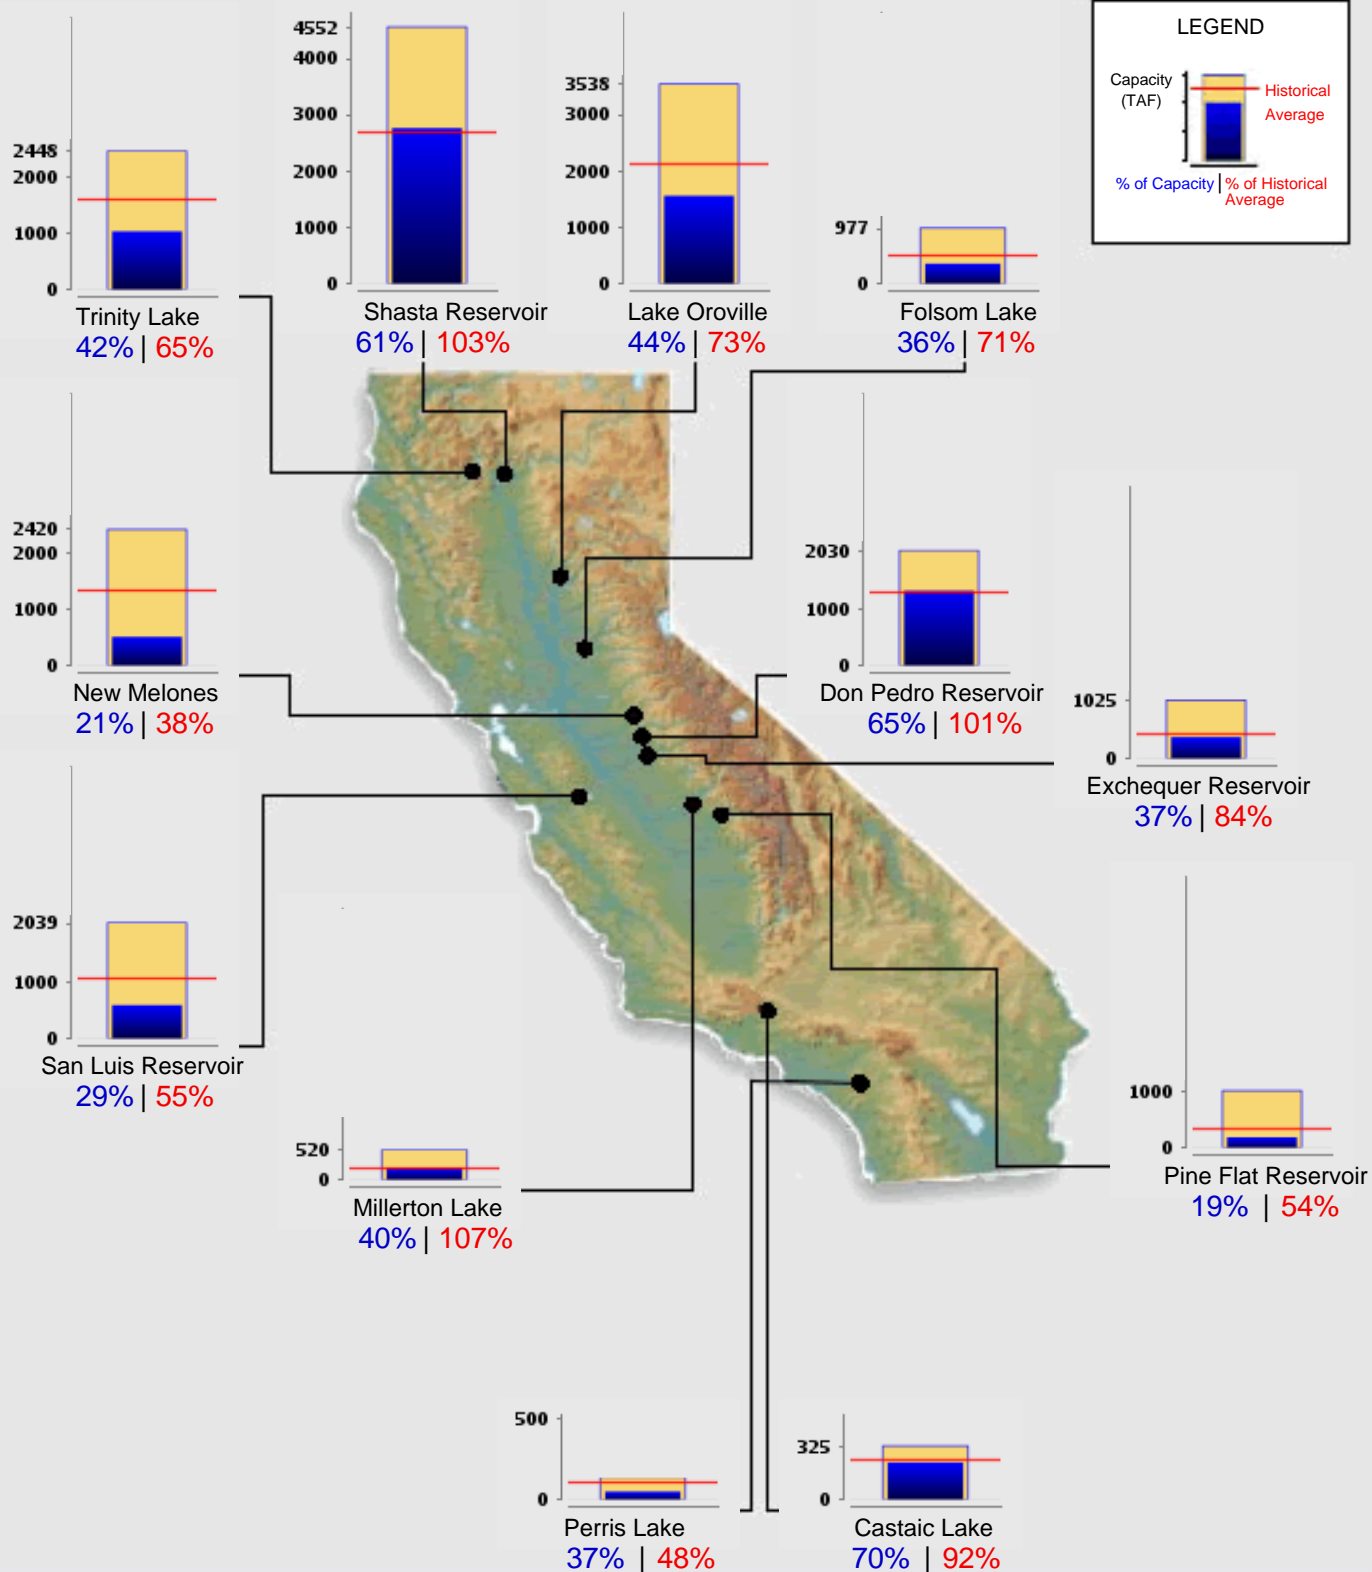 4552
4000
3000
2000
1000
0
Shasta Reservoir
61% | 103%
3538
3000
2000
1000
0
Lake Oroville
44% | 73%
977
0
Folsom Lake
36% | 71%
LEGEND
Capacity
(TAF)
Historical
Average
% of Capacity | % of Historical
Average
2448
2000
1000
0
Trinity Lake
42% | 65%
2420
2000
1000
0
New Melones
21% | 38%
2030
1000
0
Don Pedro Reservoir
65% | 101%
1025
0
Exchequer Reservoir
37% | 84%
2039
1000
0
San Luis Reservoir
29% | 55%
520
0
Millerton Lake
40% | 107%
1000
0
Pine Flat Reservoir
19% | 54%
500
0
Perris Lake
37% | 48%
325
0
Castaic Lake
70% | 92%